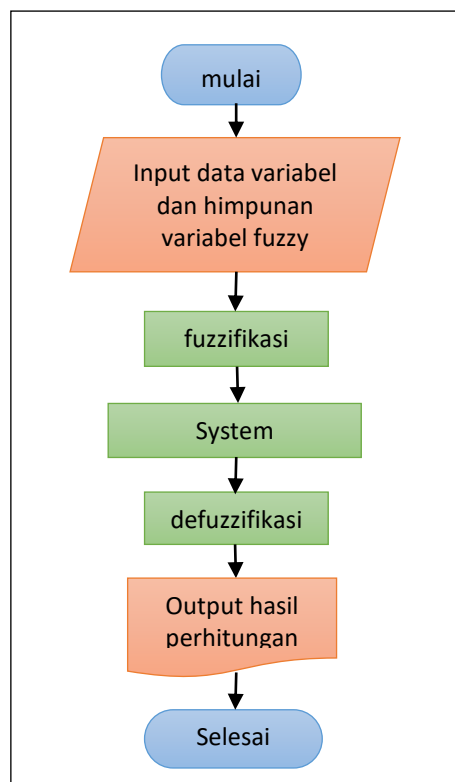 mulai
Input data variabel
dan himpunan
variabel fuzzy
fuzzifikasi
System
defuzzifikasi
Output hasil
perhitungan
Selesai